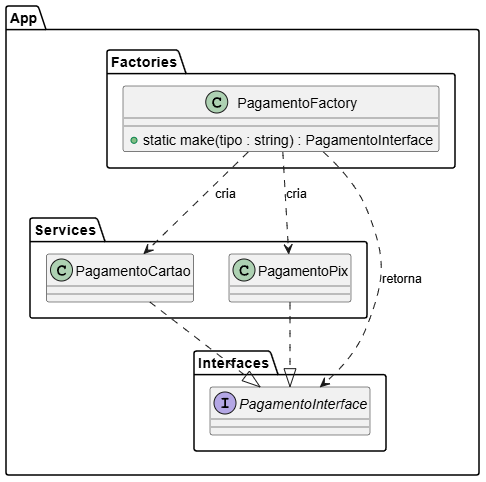 App
Factories
C PagamentoFactory
static make(tipo : string) : PagamentoInterface
cria
cria
Services
C PagamentoCartao
C PagamentoPix
retorna
Interfaces
I PagamentoInterface